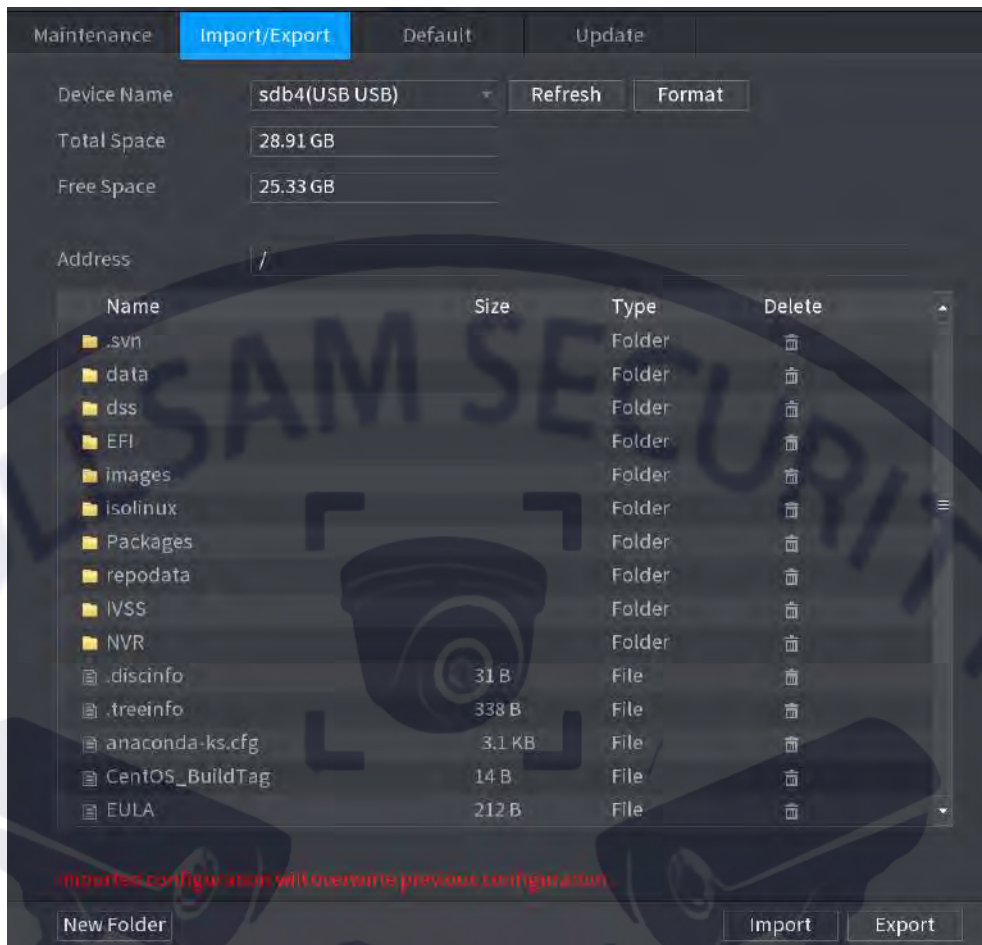 Maintenance Import/Export Default Update
Device Name sdb4(USB USB) Refresh Format
Total Space 28.91 GB
Free Space 25.33 GB
Address /
Name Size Type Delete
.svn Folder
data Folder
dss Folder
EFI Folder
images Folder
isolinux Folder
Packages Folder
repodata Folder
IVSS Folder
NVR Folder
.discinfo 31 B File
.treeinfo 338 B File
anaconda-ks.cfg 3.1 KB File
CentOS_BuildTag 14 B File
EULA 212 B File
Imported configuration will overwrite previous configuration.
New Folder Import Export
SAM SECURIT